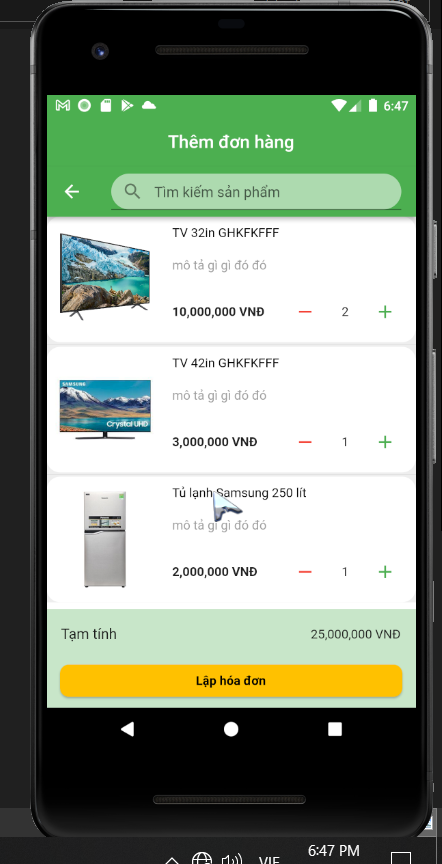 6:47
Thêm đơn hàng
Tìm kiếm sản phẩm
TV 32in GHKFKFFF
mô tả gì gì đó đó
10,000,000 VNĐ
2
TV 42in GHKFKFFF
mô tả gì gì đó đó
SAMSUNG
Crystal UHD
3,000,000 VNĐ
1
Tủ lạnh Samsung 250 lít
mô tả gì gì đó đó
2,000,000 VNĐ
1
Tạm tính
25,000,000 VNĐ
Lập hóa đơn
6:47 PM
VIE